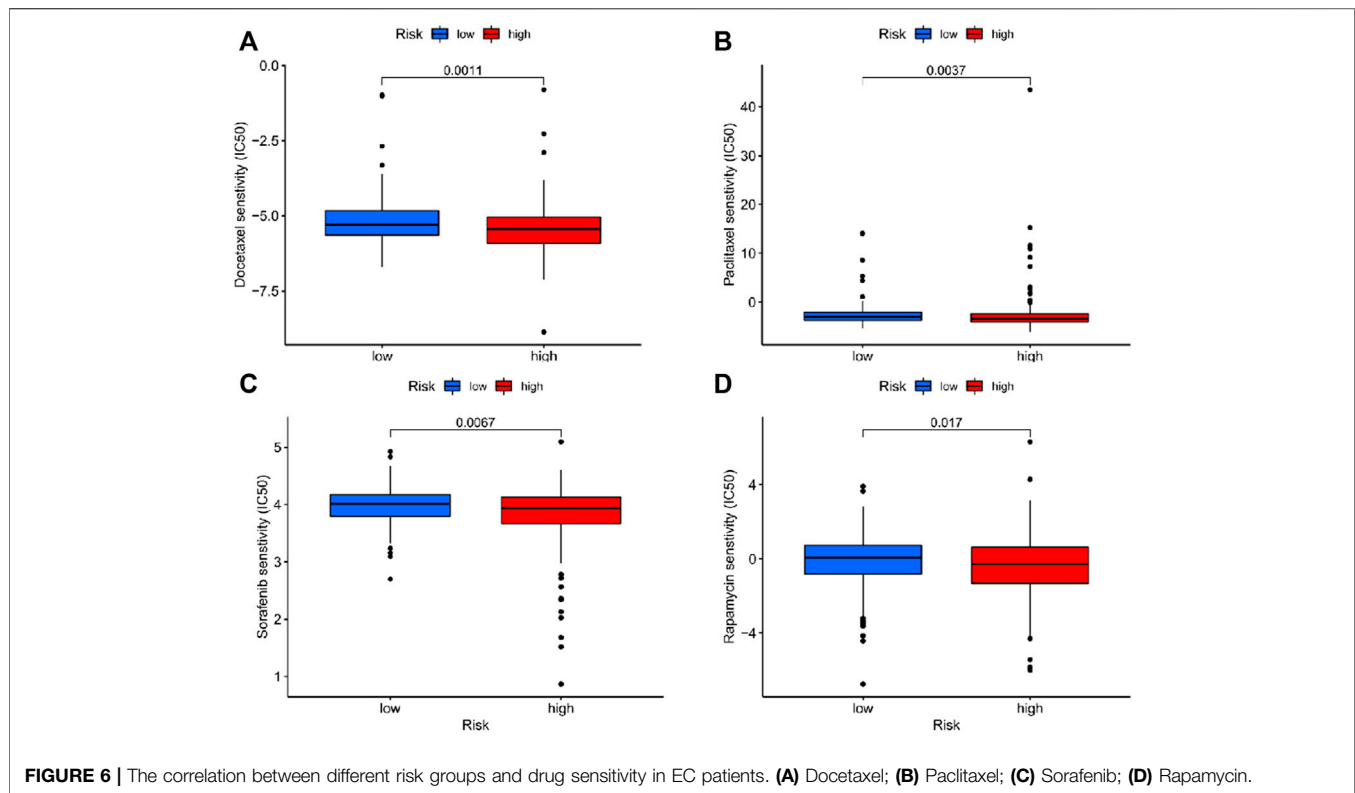 A
Risk low high
0.0011
0.0
−2.5
−5.0
−7.5
Docetaxel senstivity (IC50)
low high
B
Risk low high
0.0037
40
30
20
10
0
Paclitaxel senstivity (IC50)
low high
C
Risk low high
0.0067
5
4
3
2
1
Sorafenib senstivity (IC50)
low high
Risk
D
Risk low high
0.017
4
0
−4
Rapamycin senstivity (IC50)
low high
Risk
FIGURE 6 | The correlation between different risk groups and drug sensitivity in EC patients. (A) Docetaxel; (B) Paclitaxel; (C) Sorafenib; (D) Rapamycin.